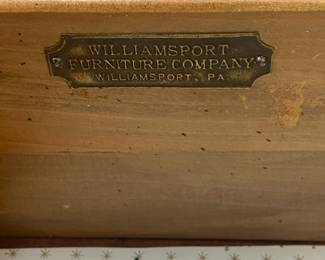 WILLIAMSPORT
FURNITURE COMPANY
WILLIAMSPORT, PA.